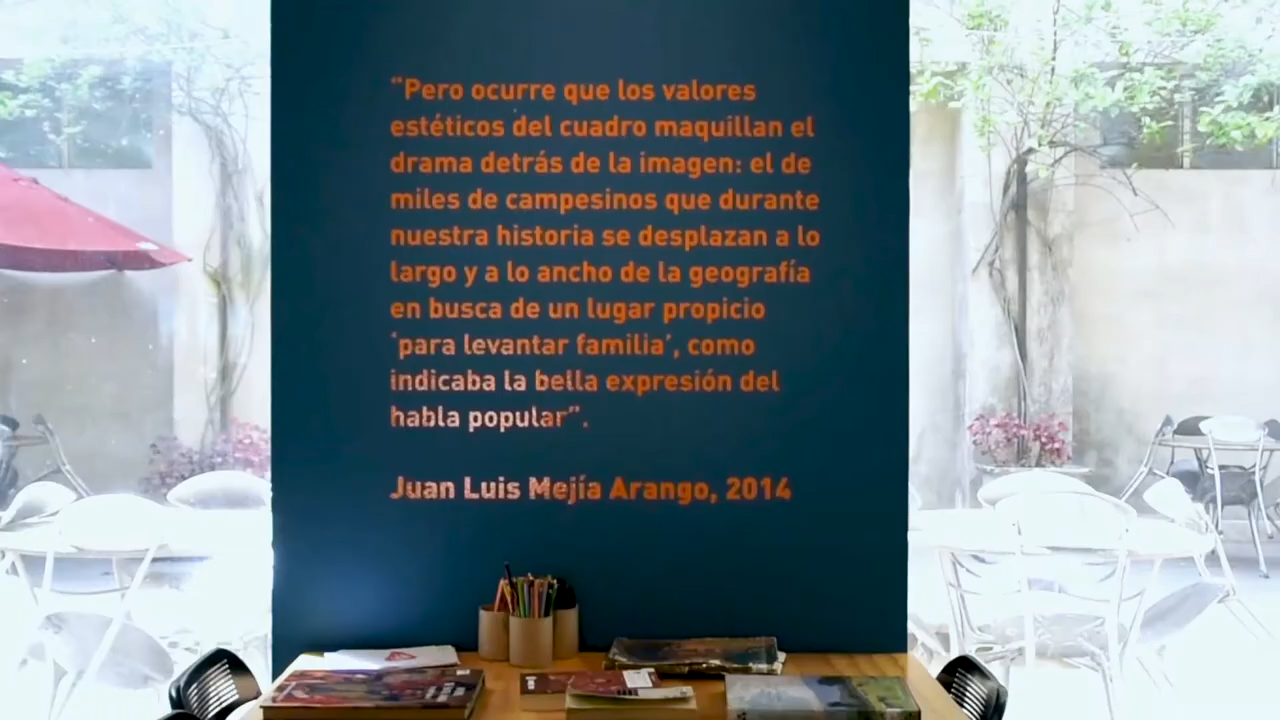 “Pero ocurre que los valores
estéticos del cuadro maquillan el
drama detrás de la imagen: el de
miles de campesinos que durante
nuestra historia se desplazan a lo
largo y a lo ancho de la geografía
en busca de un lugar propicio
‘para levantar familia’, como
indicaba la bella expresión del
habla popular”.
Juan Luis Mejía Arango, 2014